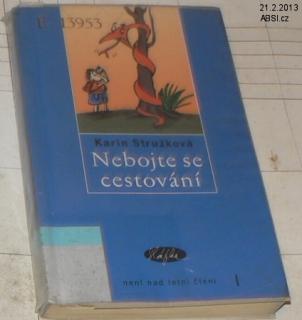 21.2.2013
ABSI.cz
13953
Karin Stružková
Nebojte se
cestování
není nad letní čtení